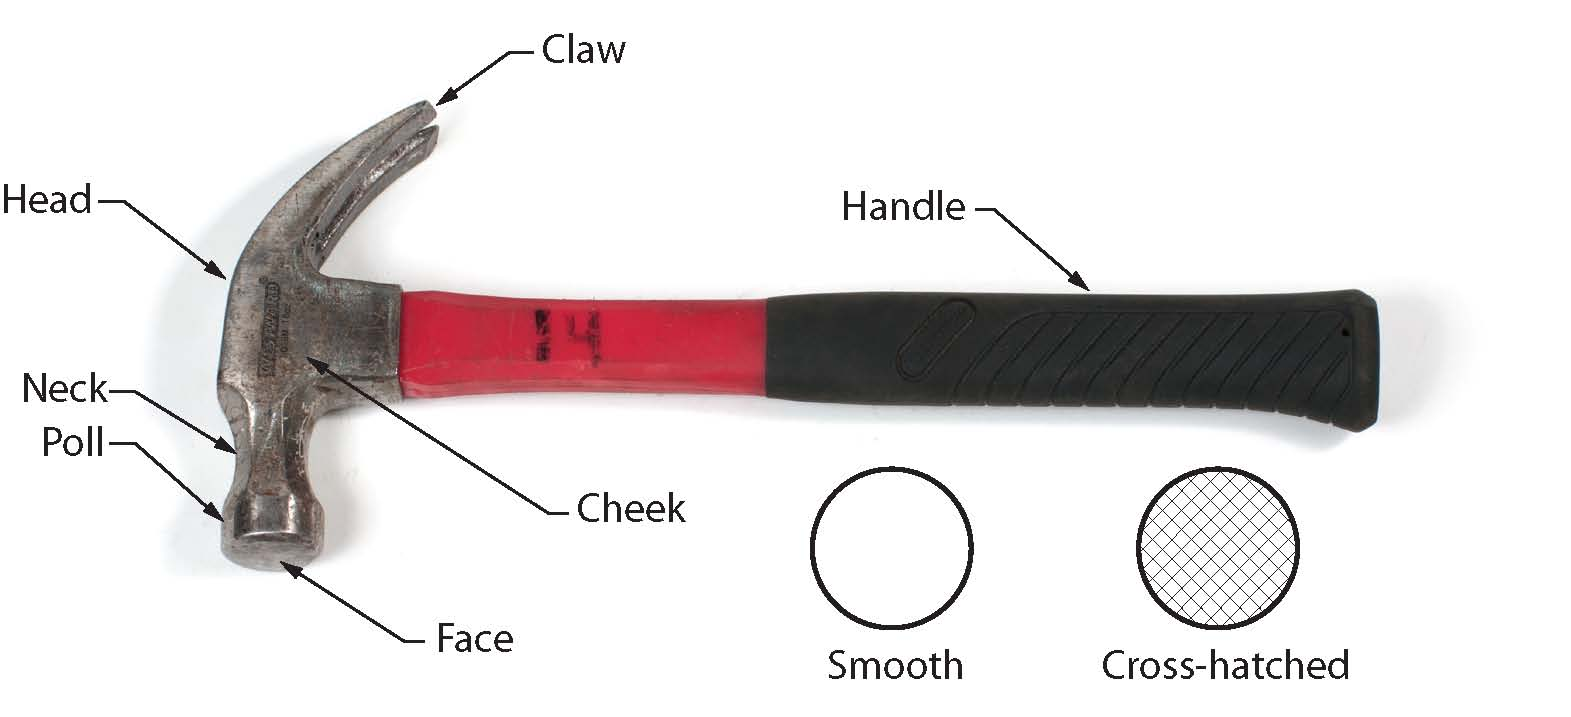 Claw
Head
Handle
Neck
Poll
Cheek
Face
Smooth
Cross-hatched